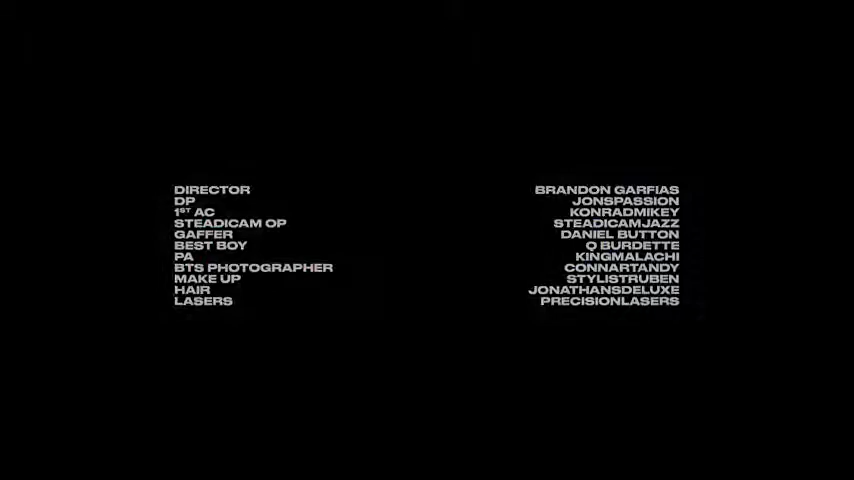 DIRECTOR BRANDON GARFIAS
DP JONSPASSION
1ST AC KONRADMIKEY
STEADICAM OP STEADICAMJAZZ
GAFFER DANIEL BUTTON
BEST BOY Q BURDETTE
PA KINGMALACHI
BTS PHOTOGRAPHER CONNARTANDY
MAKE UP STYLISTRUBEN
HAIR JONATHANSDELUXE
LASERS PRECISIONLASERS